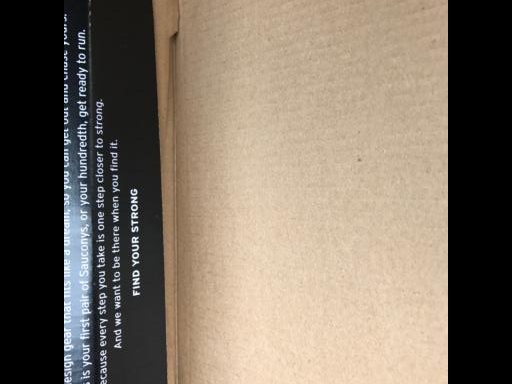 esign gear that fits like a dream, so you can get out and chase yours.
is your first pair of Sauconys, or your hundredth, get ready to run.
ecause every step you take is one step closer to strong.
And we want to be there when you find it.
FIND YOUR STRONG